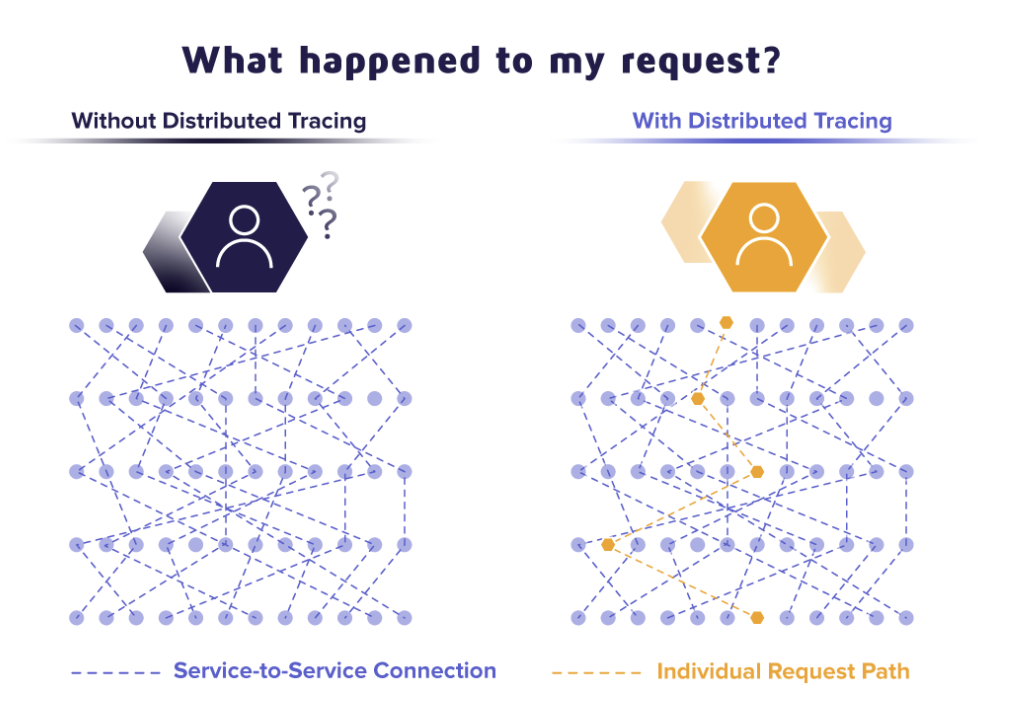 What happened to my request?
Without Distributed Tracing
With Distributed Tracing
? ? ?
Service-to-Service Connection
Individual Request Path